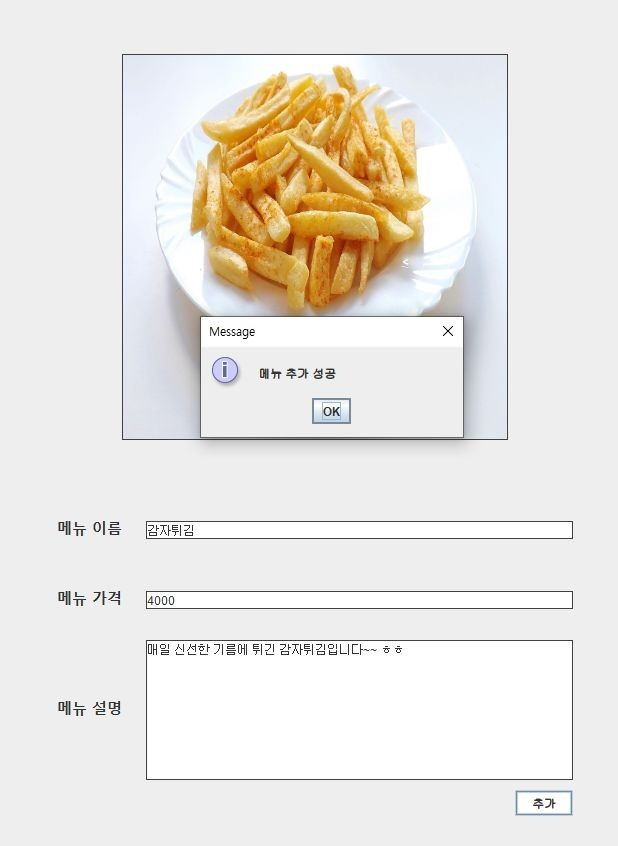 Message
메뉴 추가 성공
OK
메뉴 이름
감자튀김
메뉴 가격
4000
메뉴 설명
매일 신선한 기름에 튀긴 감자튀김입니다~~ ㅎㅎ
추가